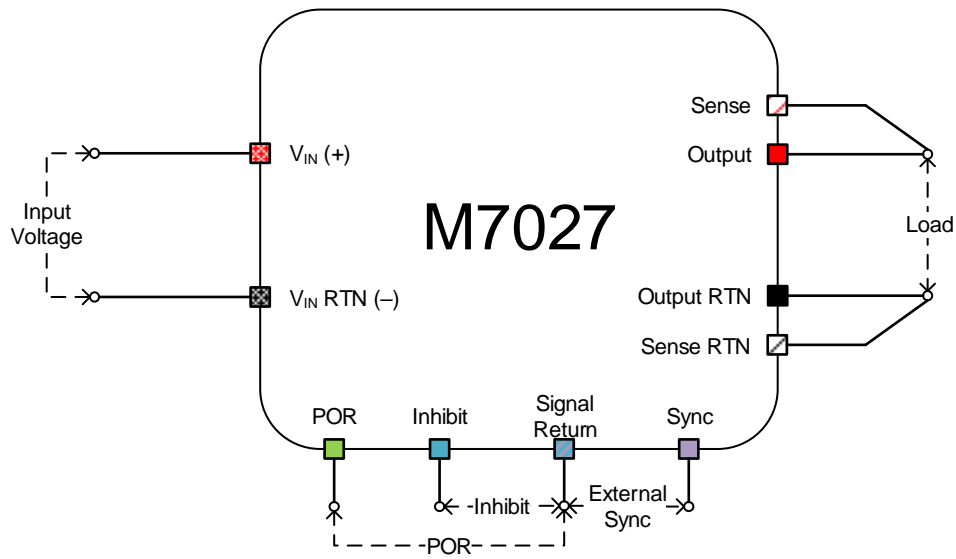 Sense
V_IN (+)
Output
Input
Voltage
M7027
Load
V_IN RTN (–)
Output RTN
Sense RTN
POR
Inhibit
Signal
Return
Sync
Inhibit
External
Sync
POR